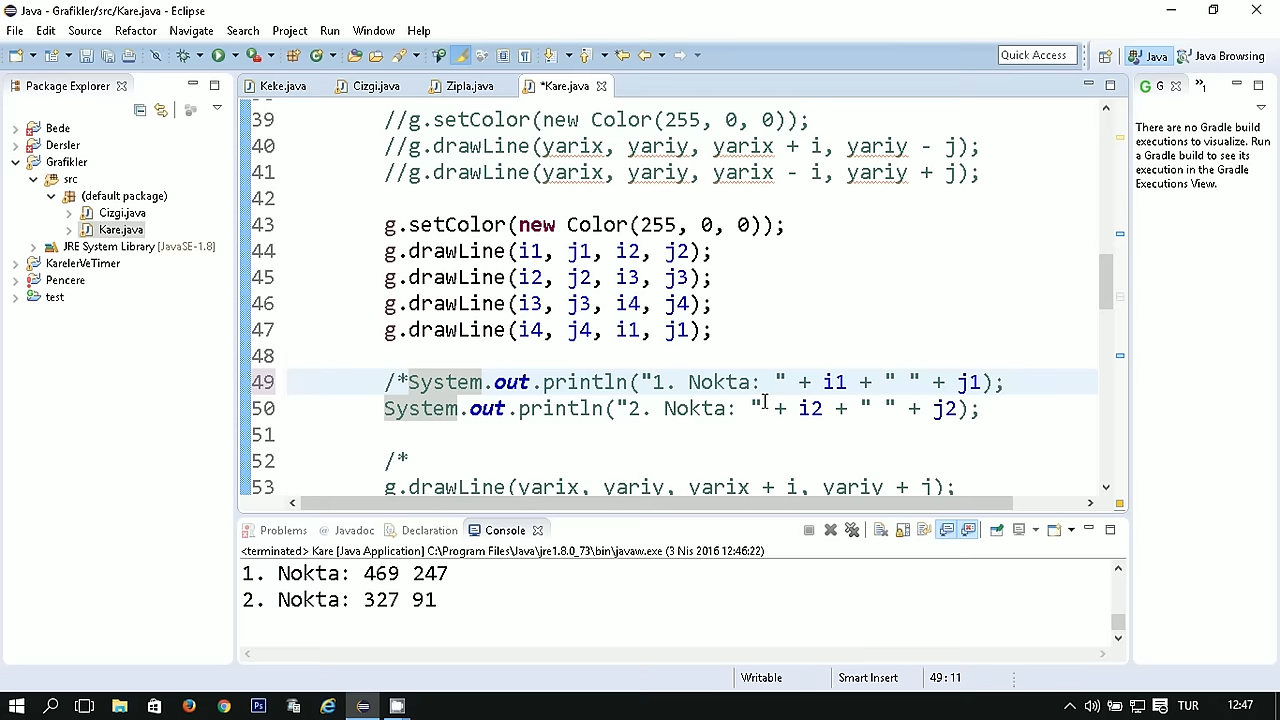 Java - Grafikler/src/Kare.java - Eclipse
File Edit Source Refactor Navigate Search Project Run Window Help
Quick Access Java Java Browsing
Package Explorer
Keke.java Cizgi.java Zipla.java *Kare.java G 1
Bede
Dersler
Grafikler
src
(default package)
Cizgi.java
Kare.java
JRE System Library [JavaSE-1.8]
KarelerVeTimer
Pencere
test
39 //g.setColor(new Color(255, 0, 0));
40 //g.drawLine(yarix, yariy, yarix + i, yariy - j);
41 //g.drawLine(yarix, yariy, yarix - i, yariy + j);
42
43 g.setColor(new Color(255, 0, 0));
44 g.drawLine(i1, j1, i2, j2);
45 g.drawLine(i2, j2, i3, j3);
46 g.drawLine(i3, j3, i4, j4);
47 g.drawLine(i4, j4, i1, j1);
48
49 /*System.out.println("1. Nokta: " + i1 + " " + j1);
50 System.out.println("2. Nokta: " + i2 + " " + j2);
51
52 /*
53 g.drawLine(yarix, yariy, yarix + i, yariy + j);
There are no Gradle build
executions to visualize. Run
a Gradle build to see its
execution in the Gradle
Executions View.
Problems Javadoc Declaration Console
<terminated> Kare [Java Application] C:\Program Files\Java\jre1.8.0_73\bin\javaw.exe (3 Nis 2016 12:46:22)
1. Nokta: 469 247
2. Nokta: 327 91
Writable Smart Insert 49 : 11
TUR 12:47